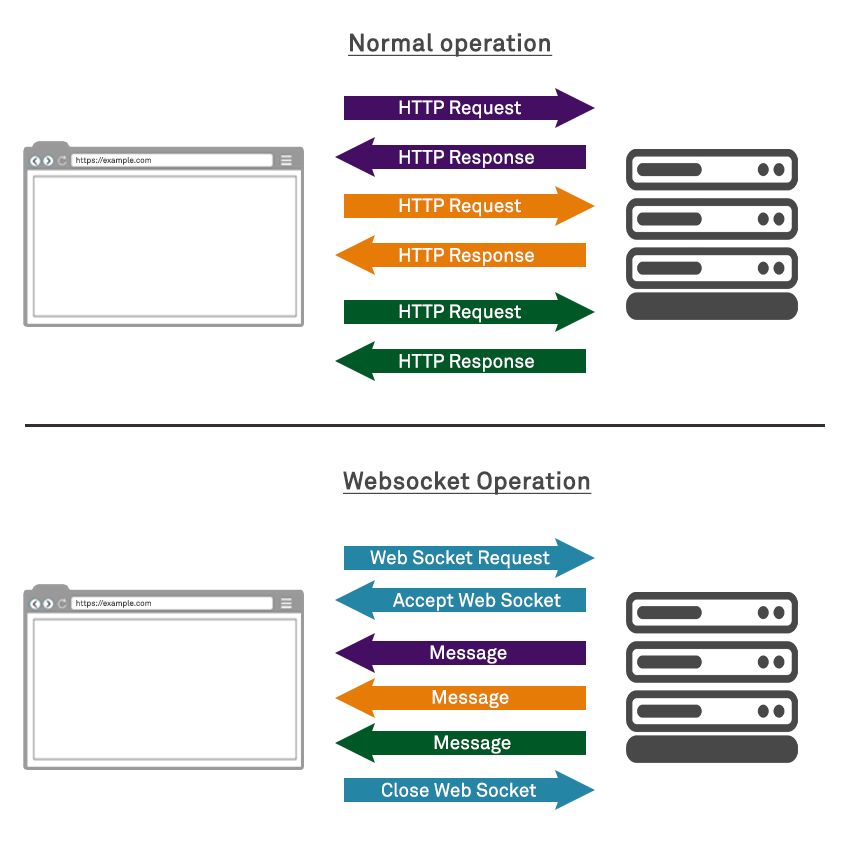 Normal operation
HTTP Request
https://example.com
HTTP Response
HTTP Request
HTTP Response
HTTP Request
HTTP Response
Websocket Operation
Web Socket Request
https://example.com
Accept Web Socket
Message
Message
Message
Close Web Socket